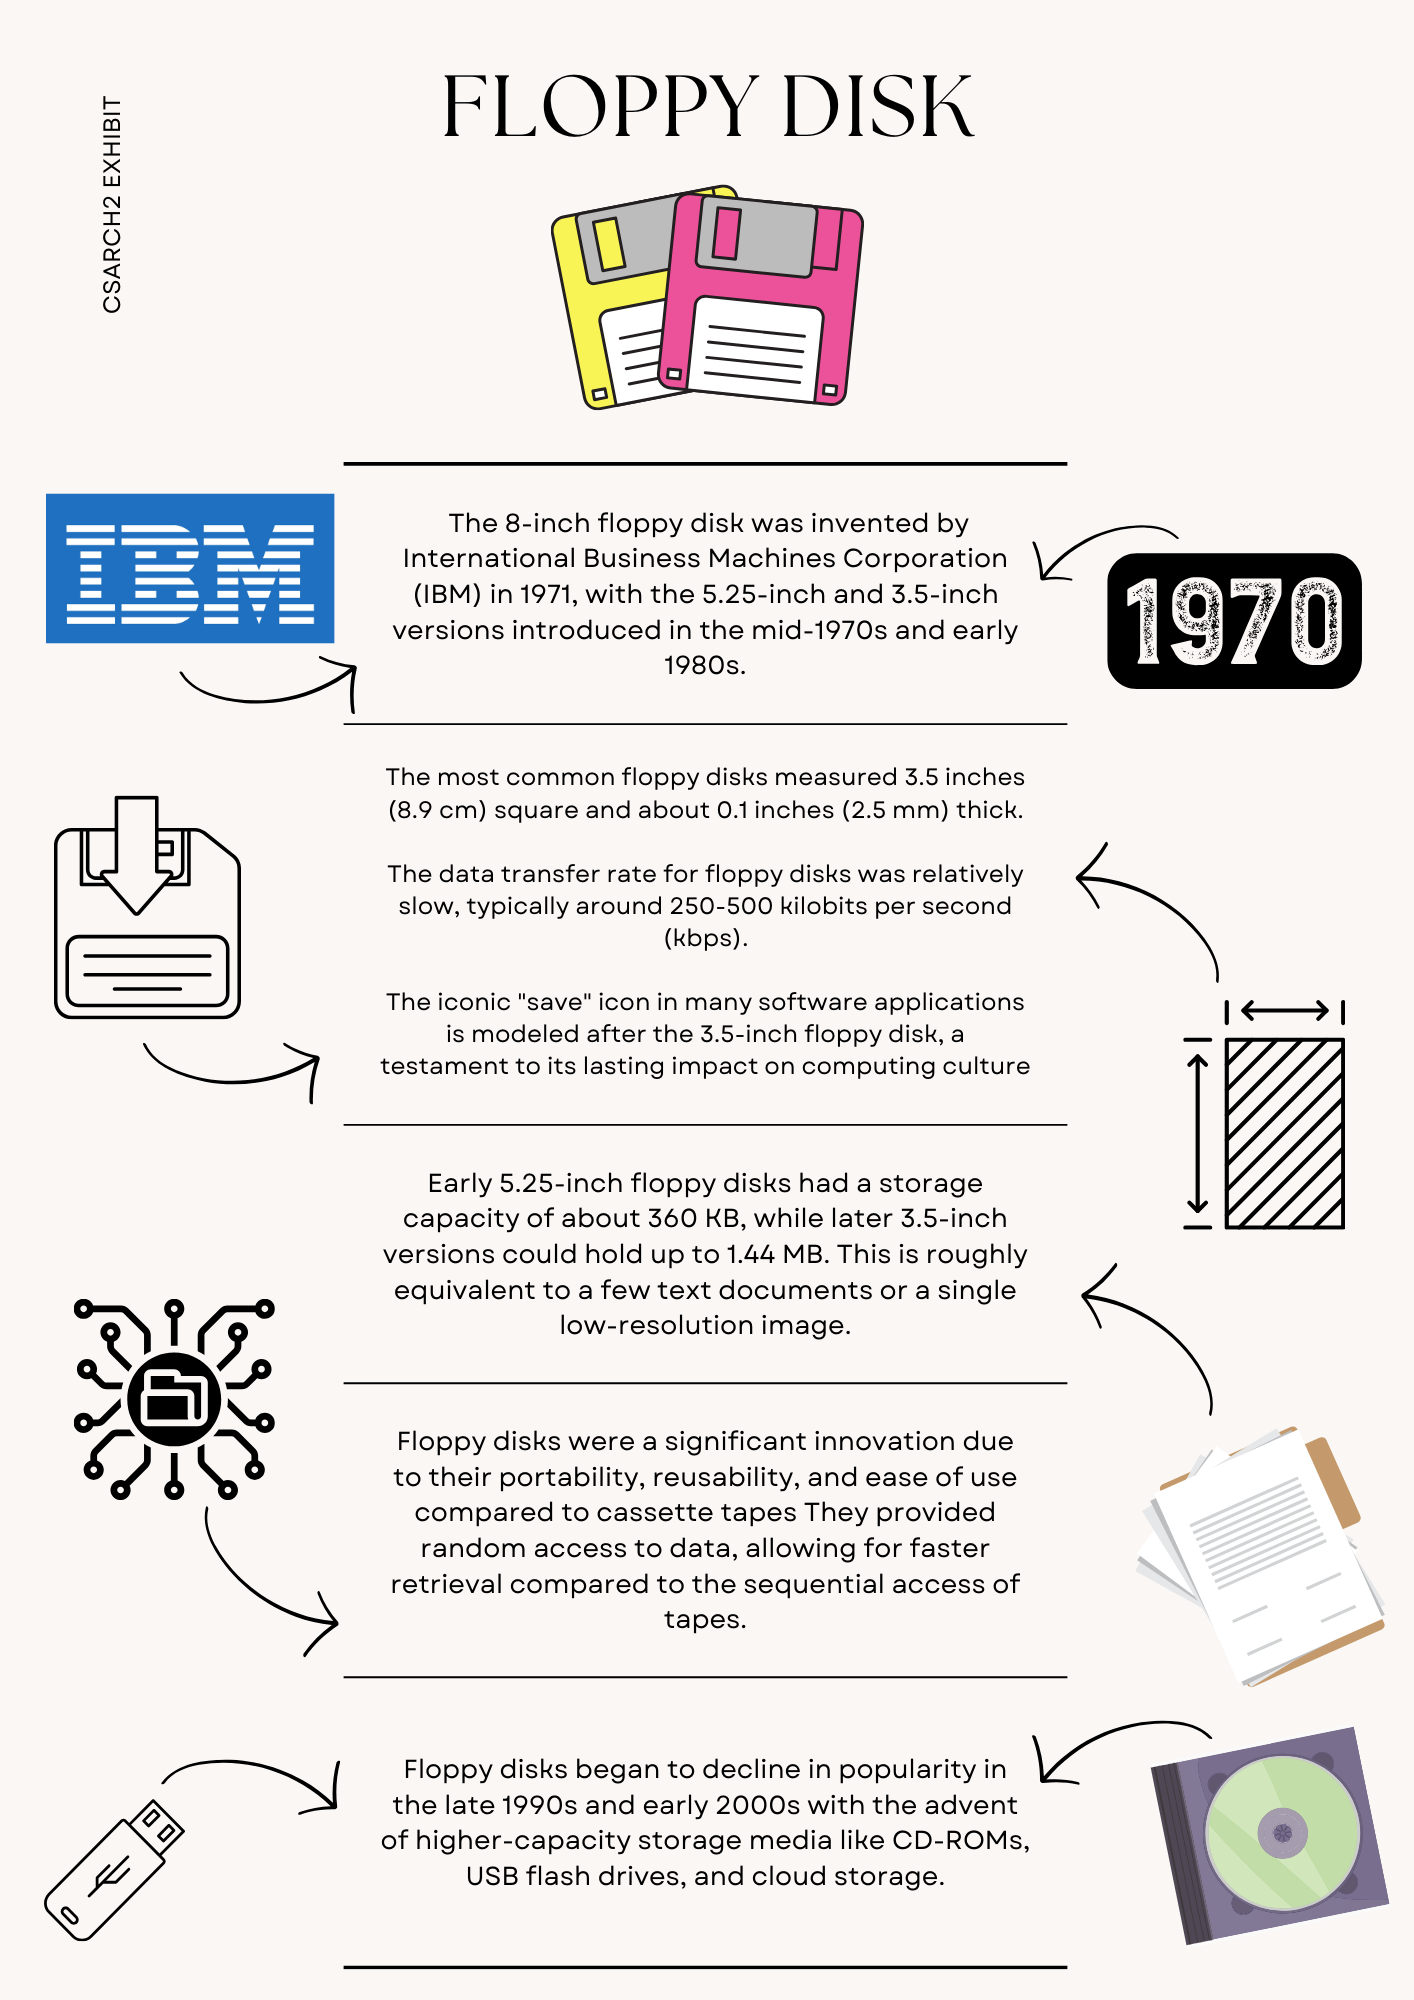 FLOPPY DISK
CSARCH2 EXHIBIT
IBM
The 8-inch floppy disk was invented by
International Business Machines Corporation
(IBM) in 1971, with the 5.25-inch and 3.5-inch
versions introduced in the mid-1970s and early
1980s.
1970
The most common floppy disks measured 3.5 inches
(8.9 cm) square and about 0.1 inches (2.5 mm) thick.
The data transfer rate for floppy disks was relatively
slow, typically around 250-500 kilobits per second
(kbps).
The iconic "save" icon in many software applications
is modeled after the 3.5-inch floppy disk, a
testament to its lasting impact on computing culture
Early 5.25-inch floppy disks had a storage
capacity of about 360 KB, while later 3.5-inch
versions could hold up to 1.44 MB. This is roughly
equivalent to a few text documents or a single
low-resolution image.
Floppy disks were a significant innovation due
to their portability, reusability, and ease of use
compared to cassette tapes They provided
random access to data, allowing for faster
retrieval compared to the sequential access of
tapes.
Floppy disks began to decline in popularity in
the late 1990s and early 2000s with the advent
of higher-capacity storage media like CD-ROMs,
USB flash drives, and cloud storage.